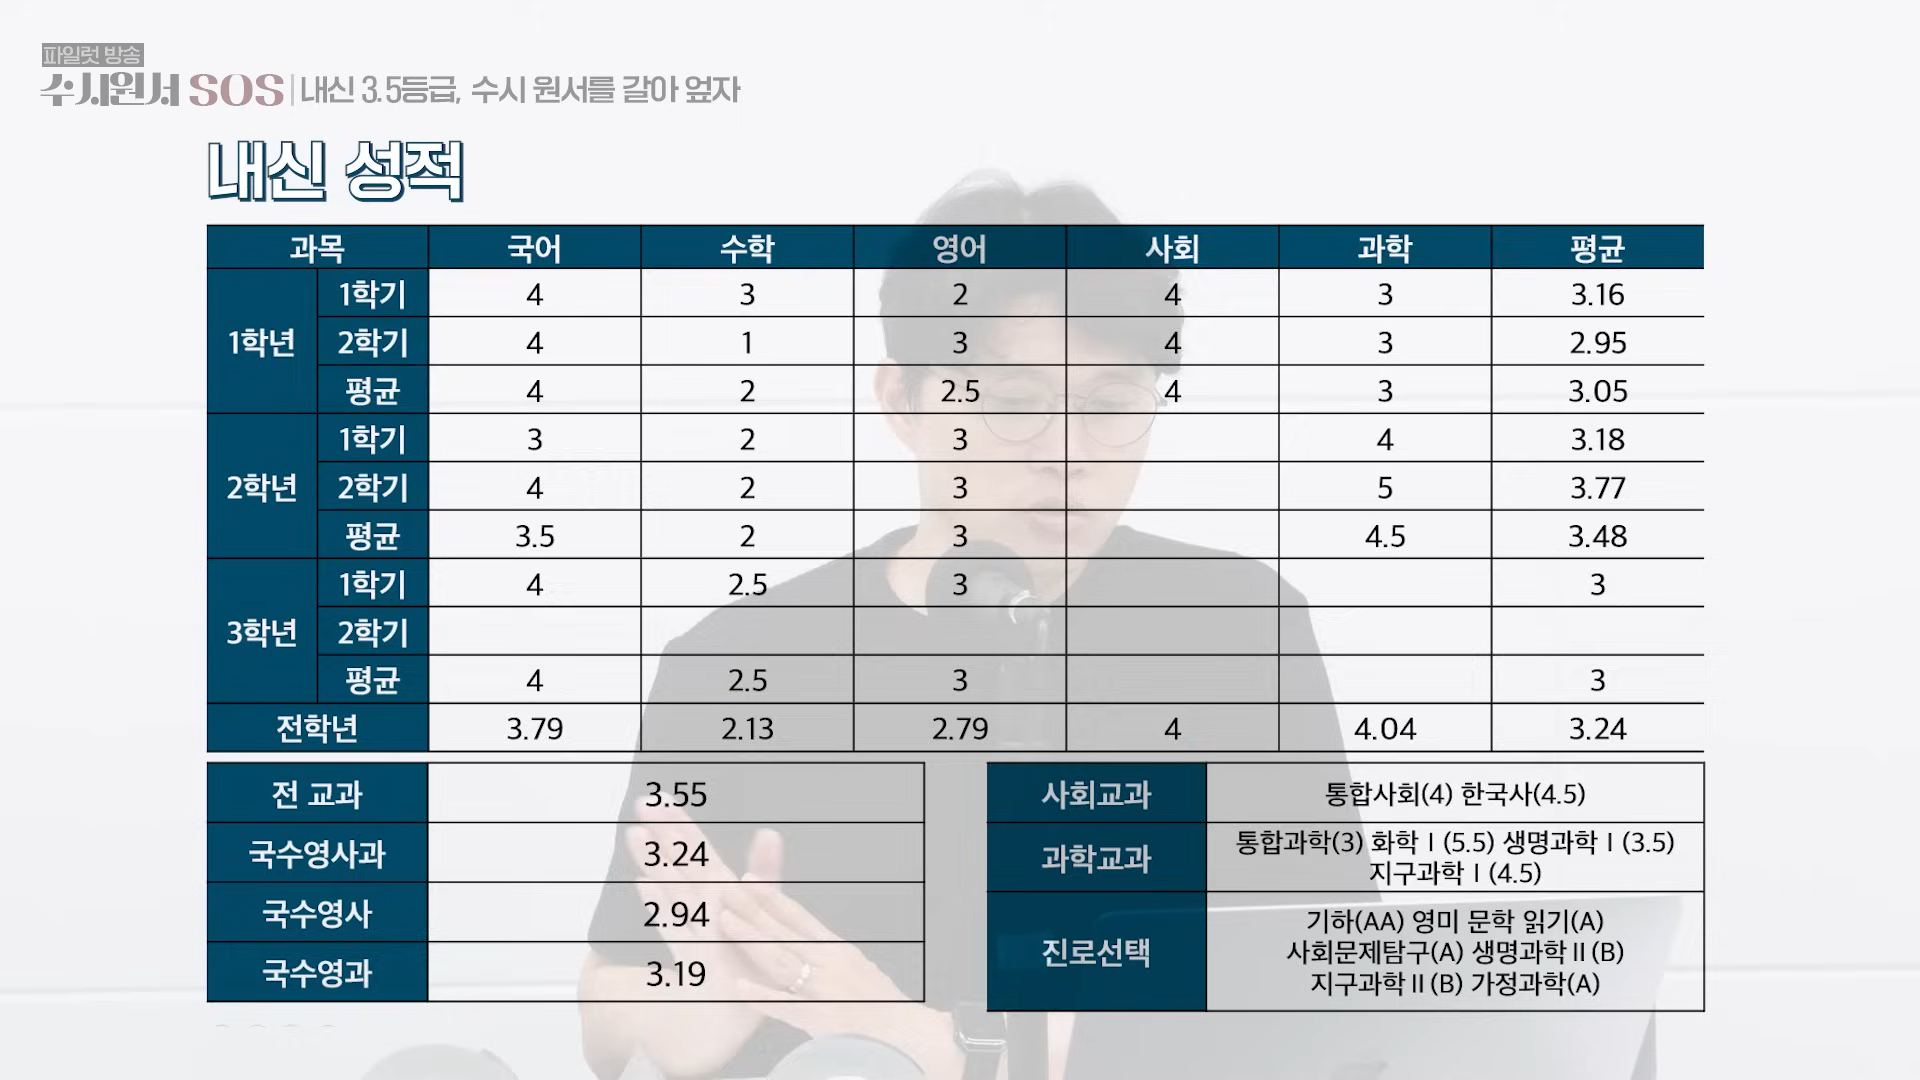 파일럿 방송
수시원서 SOS 내신 3.5등급, 수시 원서를 갈아 엎자
내신 성적
과목 국어 수학 영어 사회 과학 평균
1학년
1학기 4 3 2 4 3 3.16
2학기 4 1 3 4 3 2.95
평균 4 2 2.5 4 3 3.05
2학년
1학기 3 2 3 4 3.18
2학기 4 2 3 5 3.77
평균 3.5 2 3 4.5 3.48
3학년
1학기 4 2.5 3 3
2학기
평균 4 2.5 3 3
전학년 3.79 2.13 2.79 4 4.04 3.24
전 교과 3.55
국수영사과 3.24
국수영사 2.94
국수영과 3.19
사회교과 통합사회(4) 한국사(4.5)
과학교과 통합과학(3) 화학Ⅰ(5.5) 생명과학Ⅰ(3.5)
지구과학Ⅰ(4.5)
진로선택 기하(AA) 영미 문학 읽기(A)
사회문제탐구(A) 생명과학Ⅱ(B)
지구과학Ⅱ(B) 가정과학(A)